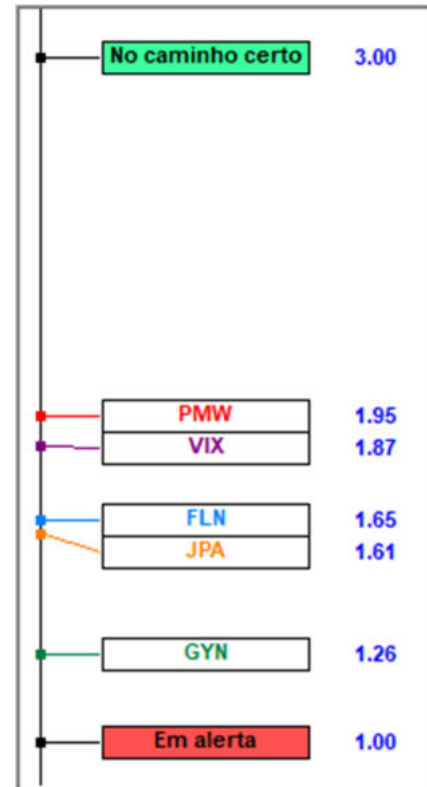 No caminho certo 3.00
PMW 1.95
VIX 1.87
FLN 1.65
JPA 1.61
GYN 1.26
Em alerta 1.00